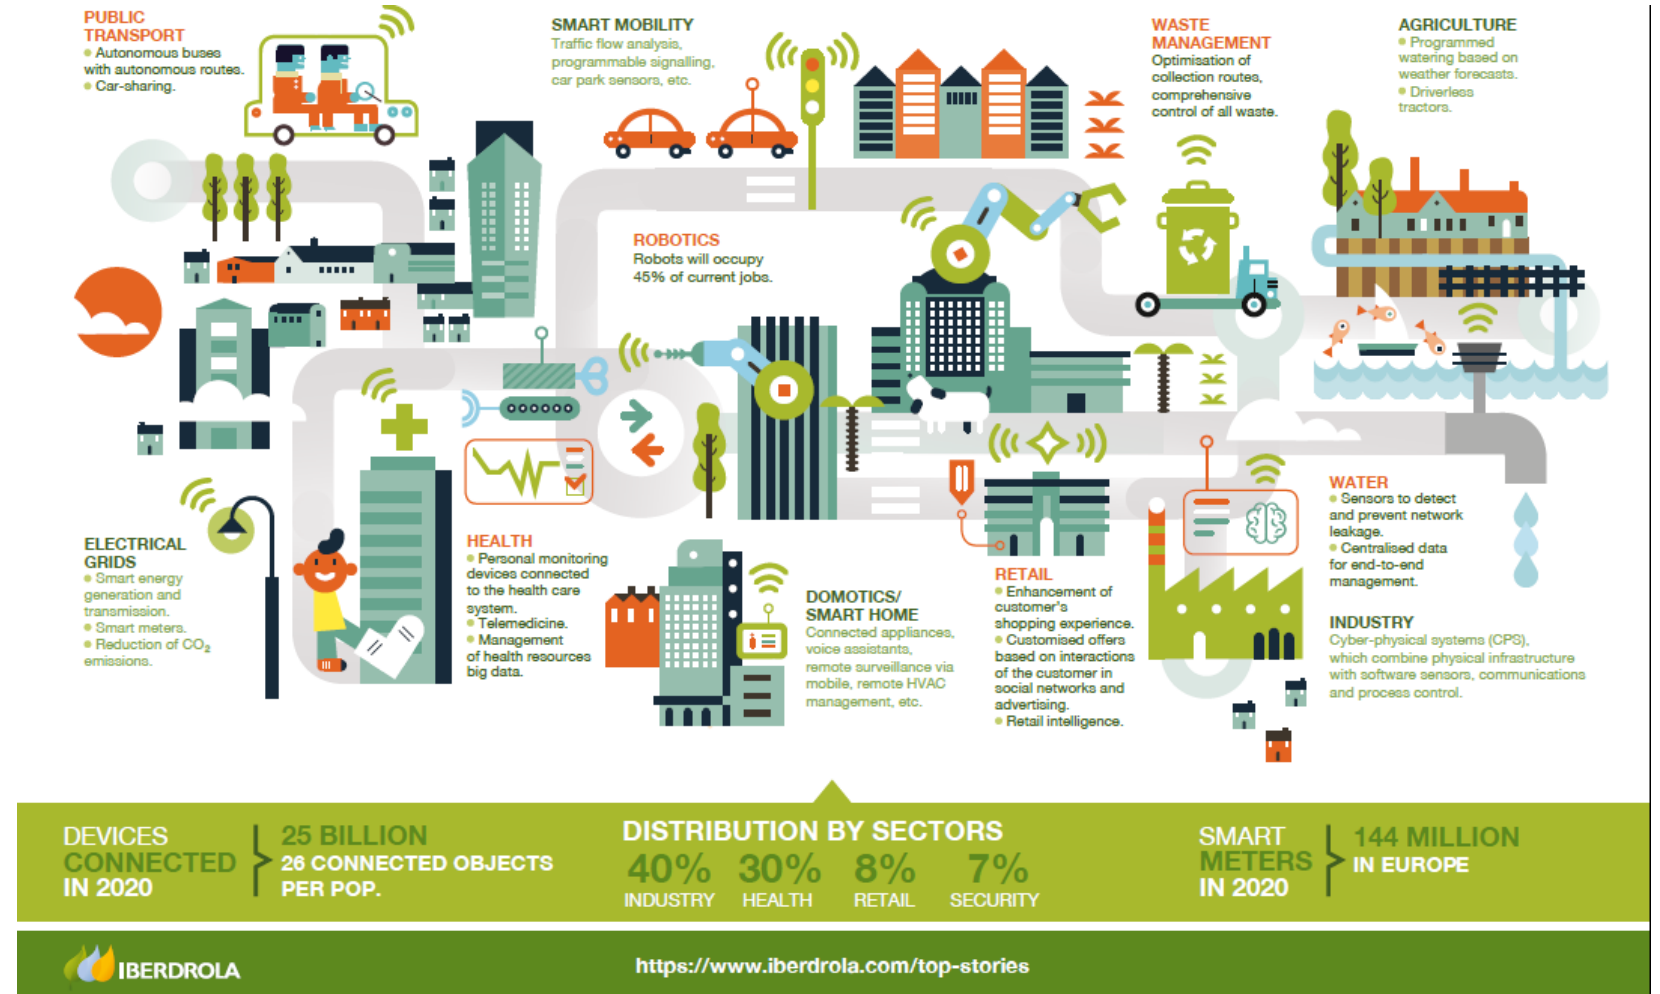 PUBLIC
TRANSPORT
• Autonomous buses
with autonomous routes.
• Car-sharing.
SMART MOBILITY
Traffic flow analysis,
programmable signalling,
car park sensors, etc.
WASTE
MANAGEMENT
Optimisation of
collection routes,
comprehensive
control of all waste.
AGRICULTURE
• Programmed
watering based on
weather forecasts.
• Driverless
tractors.
ROBOTICS
Robots will occupy
45% of current jobs.
ELECTRICAL
GRIDS
• Smart energy
generation and
transmission.
• Smart meters.
• Reduction of CO₂
emissions.
HEALTH
• Personal monitoring
devices connected
to the health care
system.
• Telemedicine.
• Management
of health resources
big data.
DOMOTICS/
SMART HOME
Connected appliances,
voice assistants,
remote surveillance via
mobile, remote HVAC
management, etc.
RETAIL
• Enhancement of
customer's
shopping experience.
• Customised offers
based on interactions
of the customer in
social networks and
advertising.
• Retail intelligence.
WATER
• Sensors to detect
and prevent network
leakage.
• Centralised data
for end-to-end
management.
INDUSTRY
Cyber-physical systems (CPS),
which combine physical infrastructure
with software sensors, communications
and process control.
DEVICES
CONNECTED
IN 2020
25 BILLION
26 CONNECTED OBJECTS
PER POP.
DISTRIBUTION BY SECTORS
40% 30% 8% 7%
INDUSTRY HEALTH RETAIL SECURITY
SMART
METERS
IN 2020
144 MILLION
IN EUROPE
IBERDROLA
https://www.iberdrola.com/top-stories